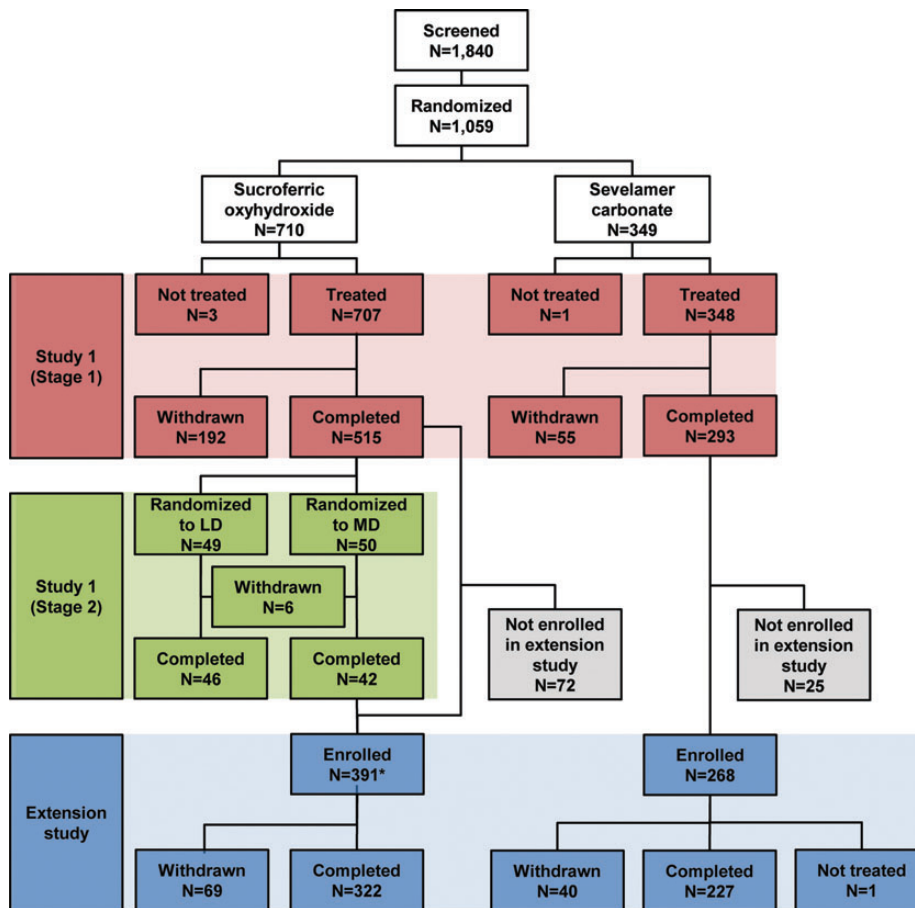 Screened
N=1,840
Randomized
N=1,059
Sucroferric
oxyhydroxide
N=710
Sevelamer
carbonate
N=349
Study 1
(Stage 1)
Not treated
N=3
Treated
N=707
Not treated
N=1
Treated
N=348
Withdrawn
N=192
Completed
N=515
Withdrawn
N=55
Completed
N=293
Study 1
(Stage 2)
Randomized
to LD
N=49
Randomized
to MD
N=50
Withdrawn
N=6
Completed
N=46
Completed
N=42
Not enrolled
in extension
study
N=72
Not enrolled
in extension
study
N=25
Extension
study
Enrolled
N=391*
Enrolled
N=268
Withdrawn
N=69
Completed
N=322
Withdrawn
N=40
Completed
N=227
Not treated
N=1